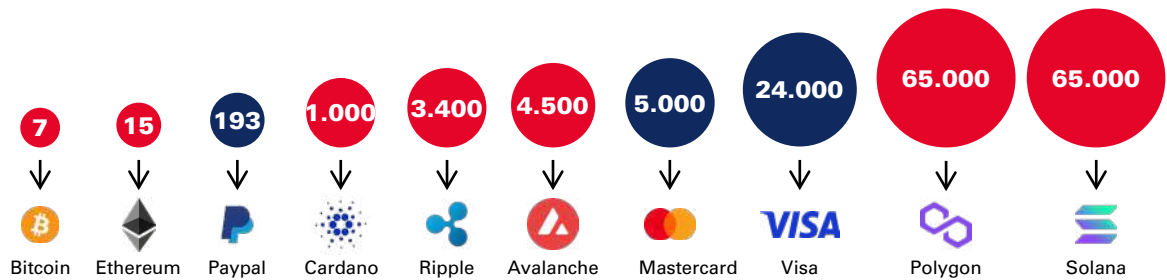 7 15 193 1.000 3.400 4.500 5.000 24.000 65.000 65.000
VISA
Bitcoin Ethereum Paypal Cardano Ripple Avalanche Mastercard Visa Polygon Solana